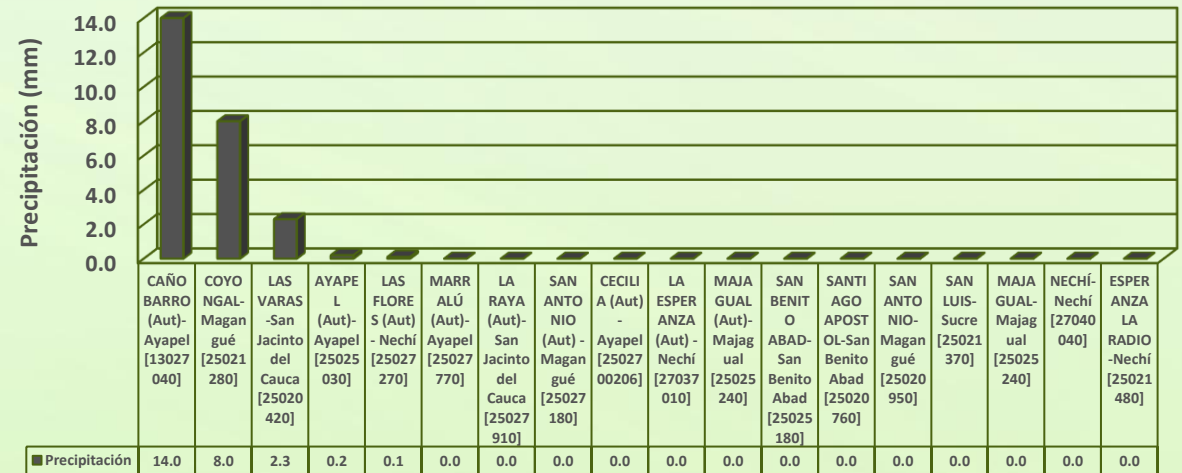 Precipitación (mm)
14.0
12.0
10.0
8.0
6.0
4.0
2.0
0.0
CAÑO
BARRO
(Aut)-
Ayapel
[13027
040]
COYO
NGAL-
Magan
gué
[25021
280]
LAS
VARAS
-San
Jacinto
del
Cauca
[25020
420]
AYAPE
L
(Aut)-
Ayapel
[25025
030]
LAS
FLORE
S (Aut)
- Nechí
[25027
270]
MARR
ALÚ
(Aut)-
Ayapel
[25027
770]
LA
RAYA
(Aut)-
San
Jacinto
del
Cauca
[25027
910]
SAN
ANTO
NIO
(Aut) -
Magan
gué
[25027
180]
CECILI
A (Aut)
-
Ayapel
[25027
00206]
LA
ESPER
ANZA
(Aut) -
Nechí
[27037
010]
MAJA
GUAL
(Aut)-
Majag
ual
[25025
240]
SAN
BENIT
O
ABAD-
San
Benito
Abad
[25025
180]
SANTI
AGO
APOST
OL-San
Benito
Abad
[25020
760]
SAN
ANTO
NIO-
Magan
gué
[25020
950]
SAN
LUIS-
Sucre
[25021
370]
MAJA
GUAL-
Majag
ual
[25025
240]
NECHÍ-
Nechí
[27040
040]
ESPER
ANZA
LA
RADIO
-Nechí
[25021
480]
Precipitación 14.0 8.0 2.3 0.2 0.1 0.0 0.0 0.0 0.0 0.0 0.0 0.0 0.0 0.0 0.0 0.0 0.0 0.0